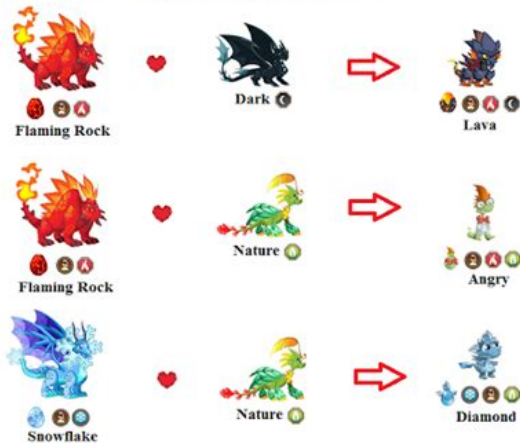 Flaming Rock
Dark
Lava
Flaming Rock
Nature
Angry
Snowflake
Nature
Diamond